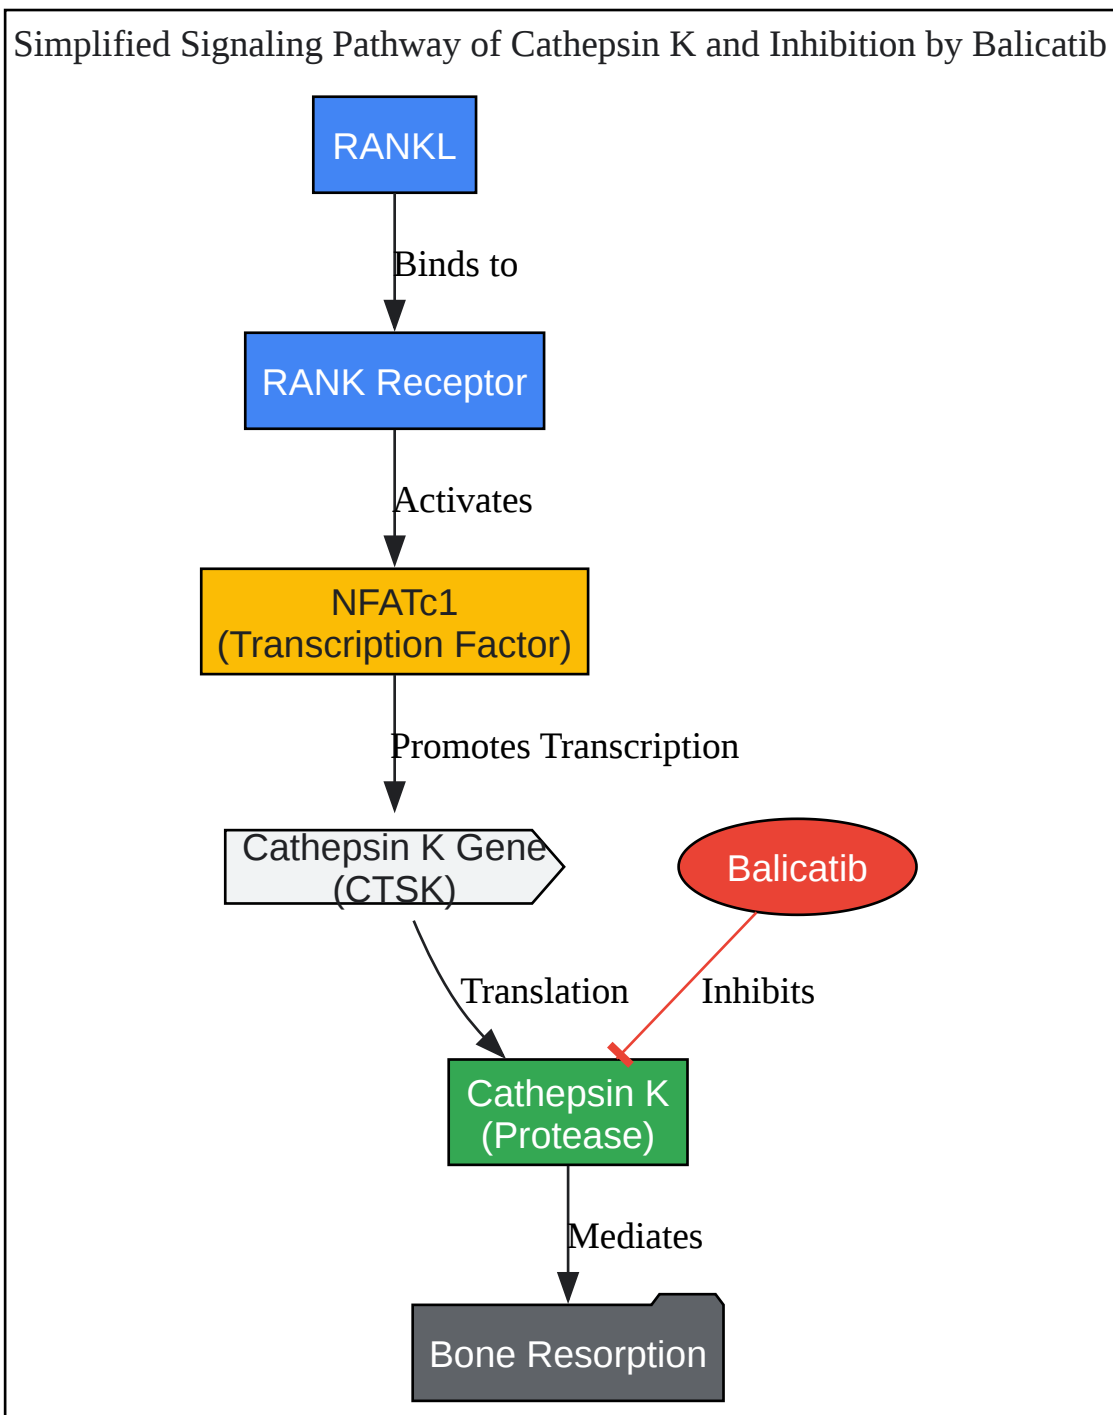 Simplified Signaling Pathway of Cathepsin K and Inhibition by Balicatib
RANKL
Binds to
RANK Receptor
Activates
NFATc1
(Transcription Factor)
Promotes Transcription
Cathepsin K Gene
(CTSK)
Balicatib
Translation
Inhibits
Cathepsin K
(Protease)
Mediates
Bone Resorption